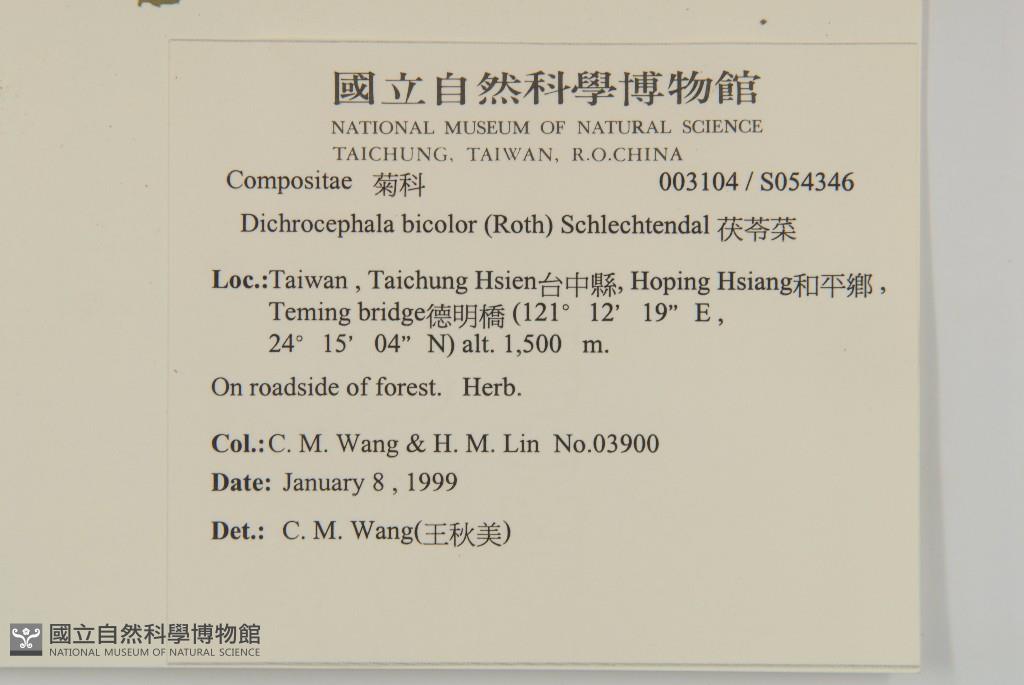 國立自然科學博物館
NATIONAL MUSEUM OF NATURAL SCIENCE
TAICHUNG, TAIWAN, R.O.CHINA
Compositae 菊科 003104 / S054346
Dichrocephala bicolor (Roth) Schlechtendal 茯苓菜
Loc.:Taiwan , Taichung Hsien台中縣, Hoping Hsiang和平鄉 ,
Teming bridge德明橋 (121° 12’ 19” E ,
24° 15’ 04” N) alt. 1,500 m.
On roadside of forest. Herb.
Col.:C. M. Wang & H. M. Lin No.03900
Date: January 8 , 1999
Det.: C. M. Wang(王秋美)
國立自然科學博物館
NATIONAL MUSEUM OF NATURAL SCIENCE